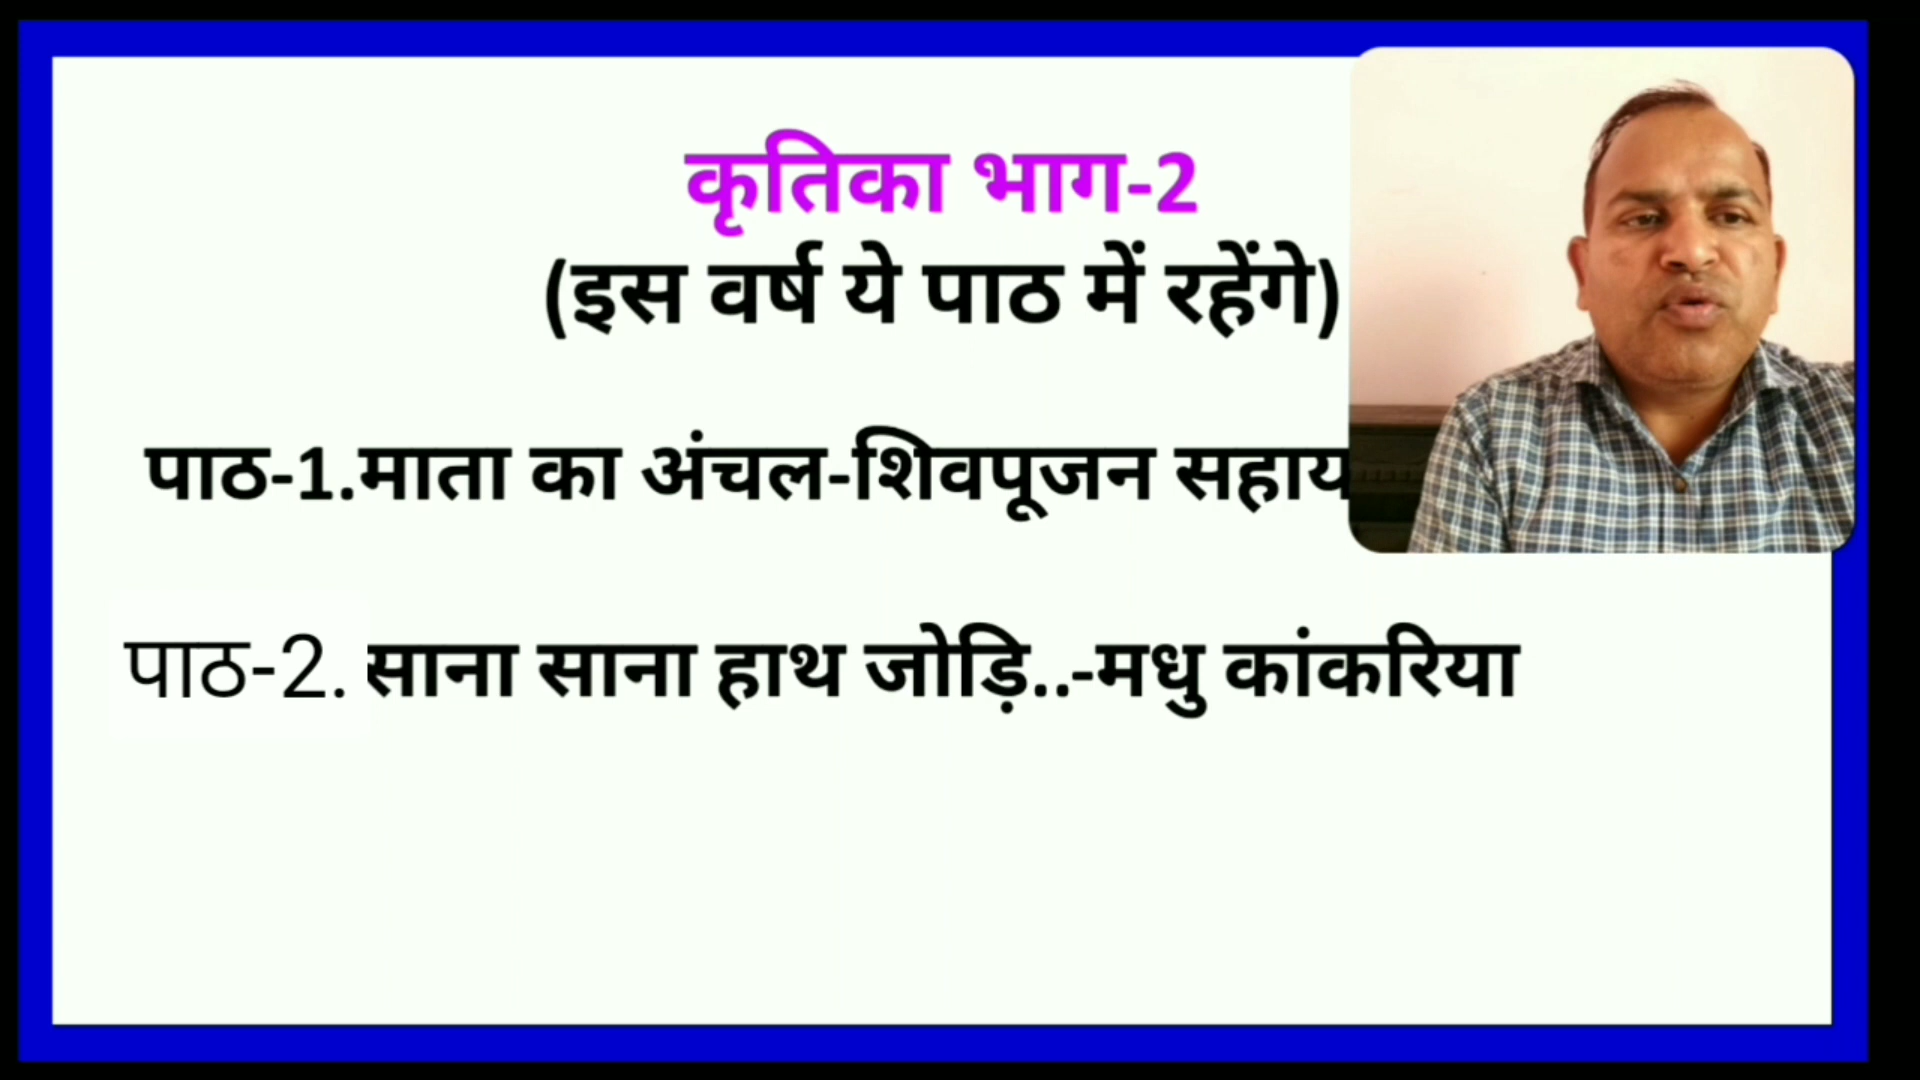 कृतिका भाग-2
(इस वर्ष ये पाठ में रहेंगे)
पाठ-1.माता का अंचल-शिवपूजन सहाय
पाठ-2. साना साना हाथ जोड़ि..-मधु कांकरिया